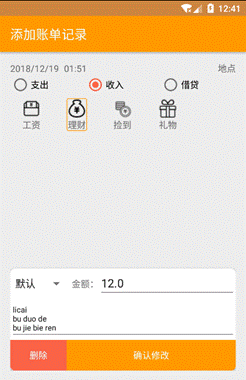 12:41
添加账单记录
2018/12/19 01:51 地点
支出 收入 借贷
工资 理财 捡到 礼物
默认 金额: 12.0
licai
bu duo de
bu jie bie ren
删除 确认修改